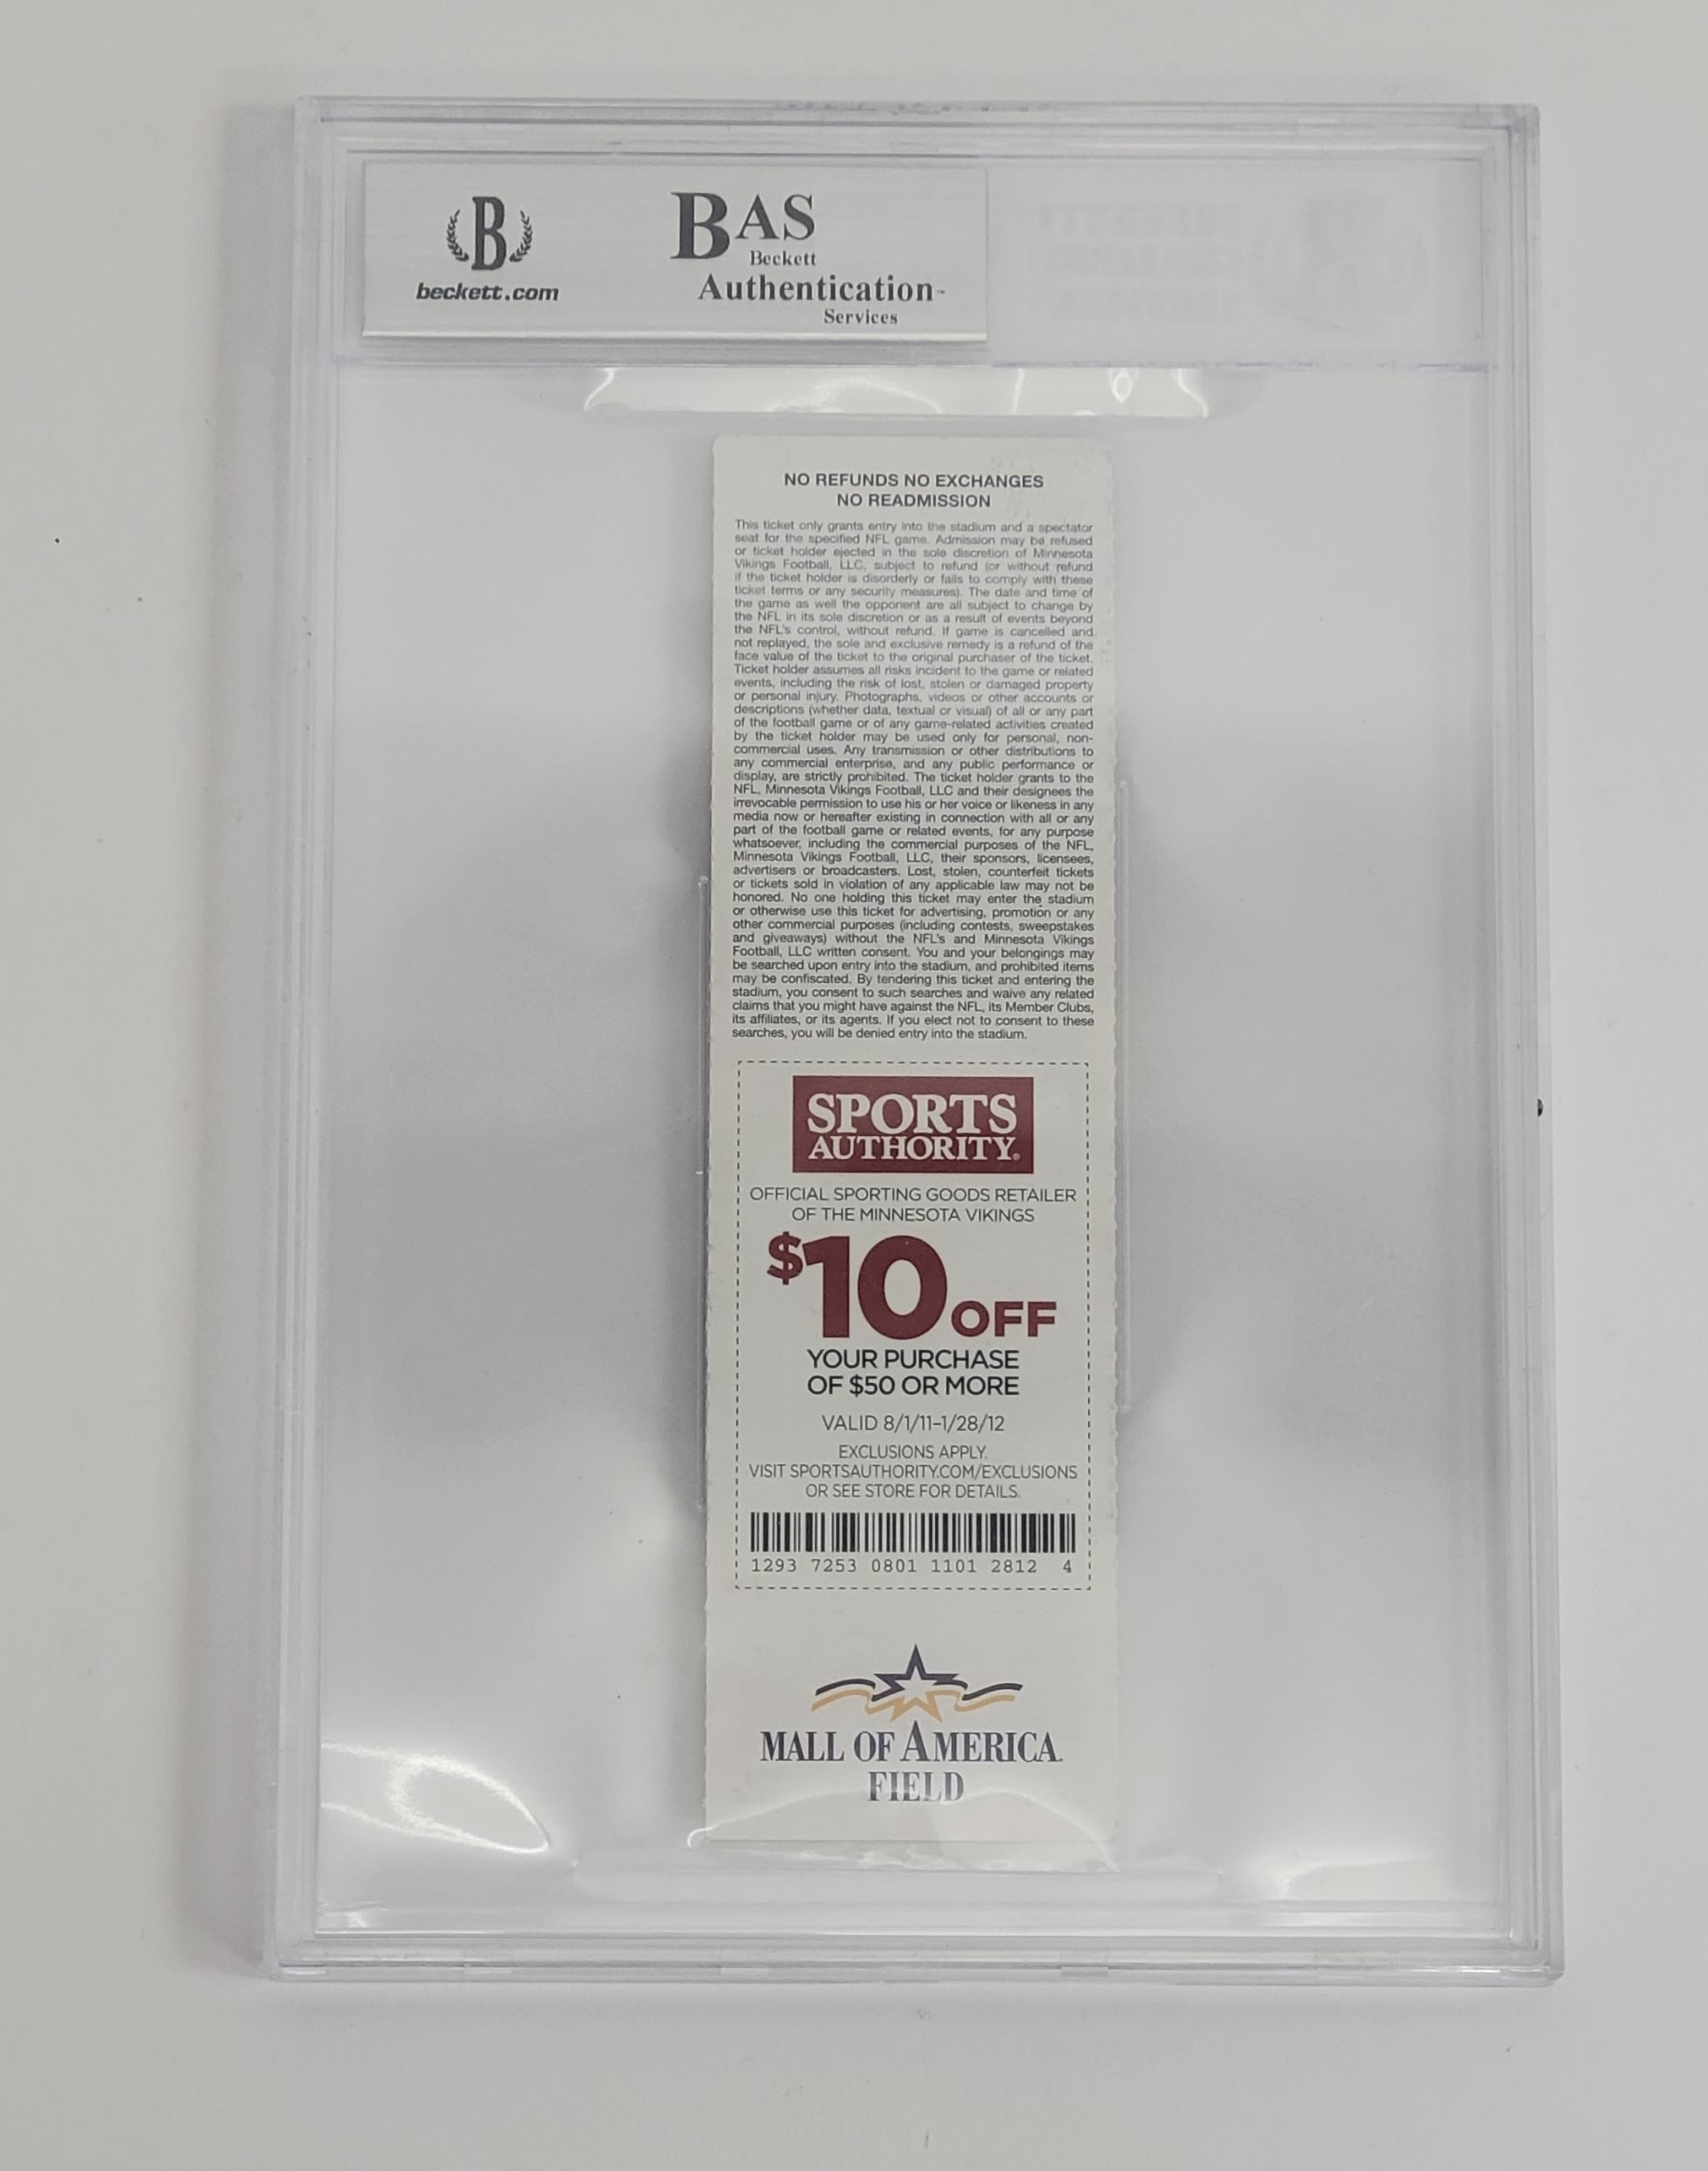 B
beckett.com
BAS
Beckett
Authentication™
Services
NO REFUNDS NO EXCHANGES
NO READMISSION
This ticket only grants entry into the stadium and a spectator
seat for the specified NFL game. Admission may be refused
or ticket holder ejected in the sole discretion of Minnesota
Vikings Football, LLC, subject to refund (or without refund
if the ticket holder is disorderly or fails to comply with these
ticket terms or any security measures). The date and time of
the game as well the opponent are all subject to change by
the NFL in its sole discretion or as a result of events beyond
the NFL's control, without refund. If game is cancelled and
not replayed, the sole and exclusive remedy is a refund of the
face value of the ticket to the original purchaser of the ticket.
Ticket holder assumes all risks incident to the game or related
events, including the risk of lost, stolen or damaged property
or personal injury. Photographs, videos or other accounts or
descriptions (whether data, textual or visual) of all or any part
of the football game or of any game-related activities created
by the ticket holder may be used only for personal, non-
commercial uses. Any transmission or other distributions to
any commercial enterprise, and any public performance or
display, are strictly prohibited. The ticket holder grants to the
NFL, Minnesota Vikings Football, LLC and their designees the
irrevocable permission to use his or her voice or likeness in any
media now or hereafter existing in connection with all or any
part of the football game or related events, for any purpose
whatsoever, including the commercial purposes of the NFL,
Minnesota Vikings Football, LLC, their sponsors, licensees,
advertisers or broadcasters. Lost, stolen, counterfeit tickets
or tickets sold in violation of any applicable law may not be
honored. No one holding this ticket may enter the stadium
or otherwise use this ticket for advertising, promotion or any
other commercial purposes (including contests, sweepstakes
and giveaways) without the NFL's and Minnesota Vikings
Football, LLC written consent. You and your belongings may
be searched upon entry into the stadium, and prohibited items
may be confiscated. By tendering this ticket and entering the
stadium, you consent to such searches and waive any related
claims that you might have against the NFL, its Member Clubs,
its affiliates, or its agents. If you elect not to consent to these
searches, you will be denied entry into the stadium.
SPORTS
AUTHORITY®
OFFICIAL SPORTING GOODS RETAILER
OF THE MINNESOTA VIKINGS
$10 OFF
YOUR PURCHASE
OF $50 OR MORE
VALID 8/1/11-1/28/12
EXCLUSIONS APPLY.
VISIT SPORTSAUTHORITY.COM/EXCLUSIONS
OR SEE STORE FOR DETAILS.
1293 7253 0801 1101 2812 4
MALL OF AMERICA
FIELD